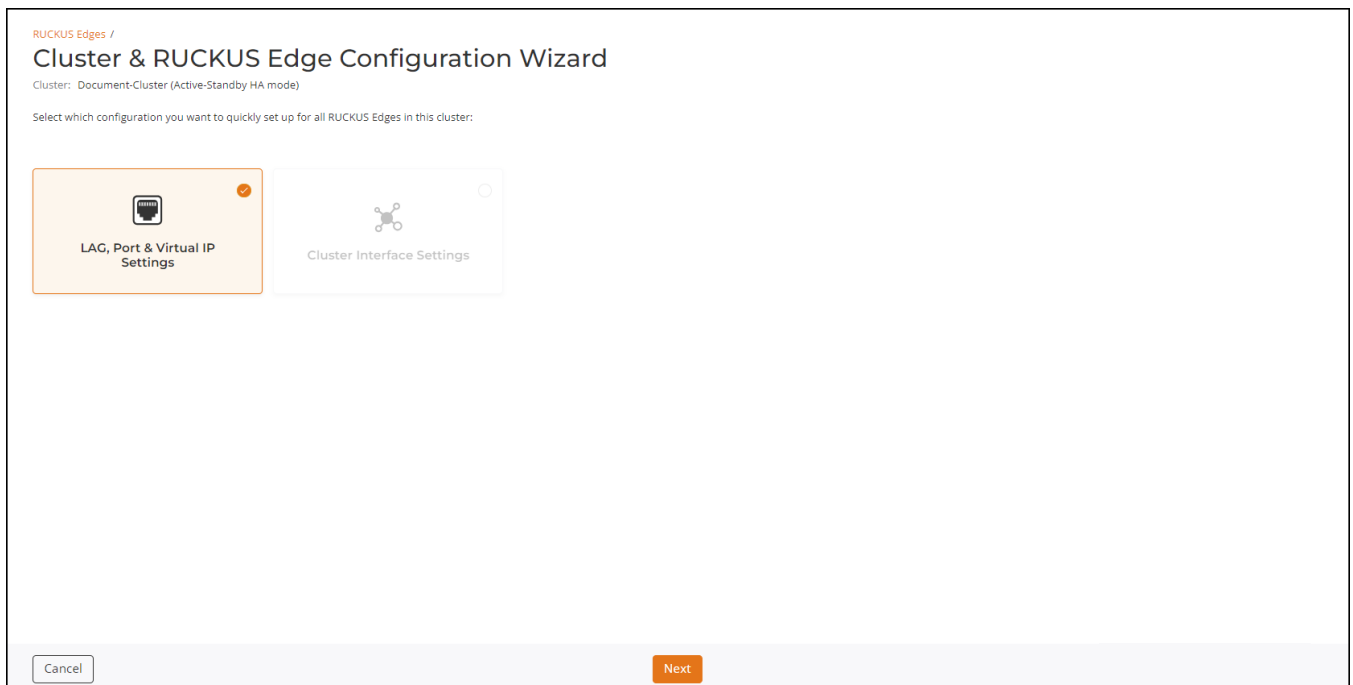 RUCKUS Edges /
Cluster & RUCKUS Edge Configuration Wizard
Cluster: Document-Cluster (Active-Standby HA mode)
Select which configuration you want to quickly set up for all RUCKUS Edges in this cluster:
LAG, Port & Virtual IP
Settings
Cluster Interface Settings
Cancel
Next